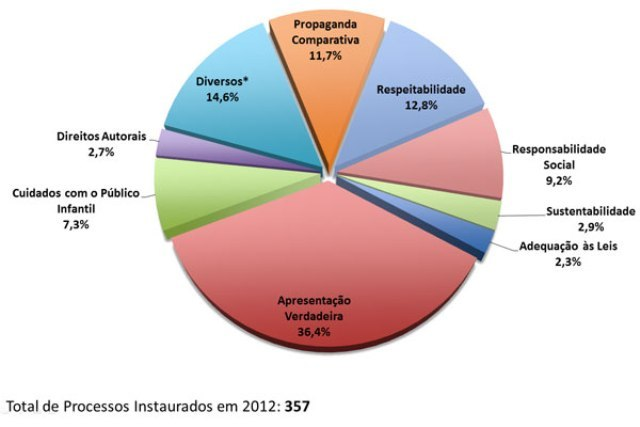 Propaganda
Comparativa
11,7%
Respeitabilidade
12,8%
Responsabilidade
Social
9,2%
Sustentabilidade
2,9%
Adequação às Leis
2,3%
Apresentação
Verdadeira
36,4%
Cuidados com o Público
Infantil
7,3%
Direitos Autorais
2,7%
Diversos*
14,6%
Total de Processos Instaurados em 2012: 357